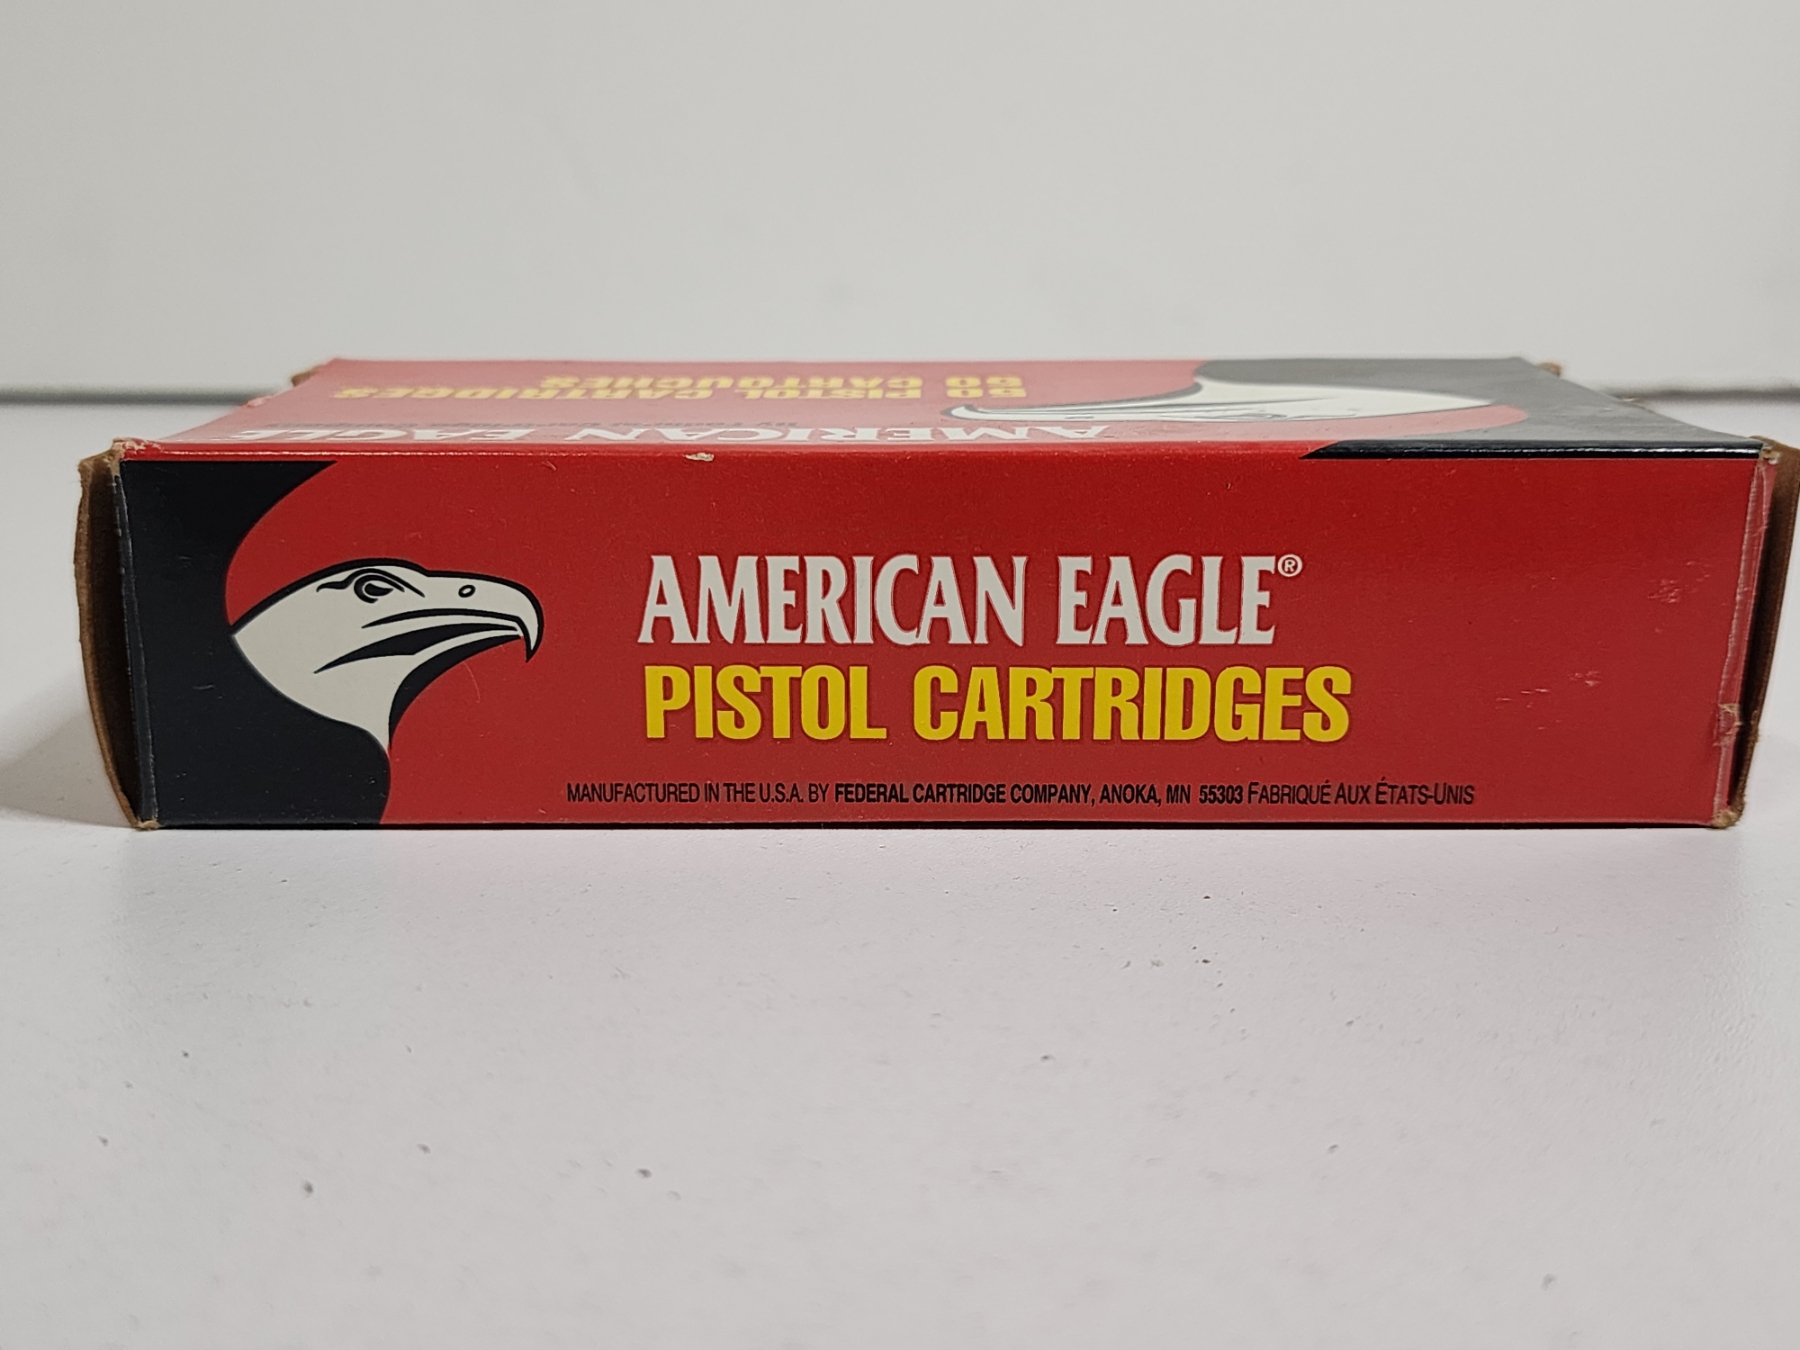 50 PISTOL CARTRIDGES
50 CARTOUCHES
AMERICAN EAGLE
AMERICAN EAGLE®
PISTOL CARTRIDGES
MANUFACTURED IN THE U.S.A. BY FEDERAL CARTRIDGE COMPANY, ANOKA, MN 55303 FABRIQUÉ AUX ÉTATS-UNIS